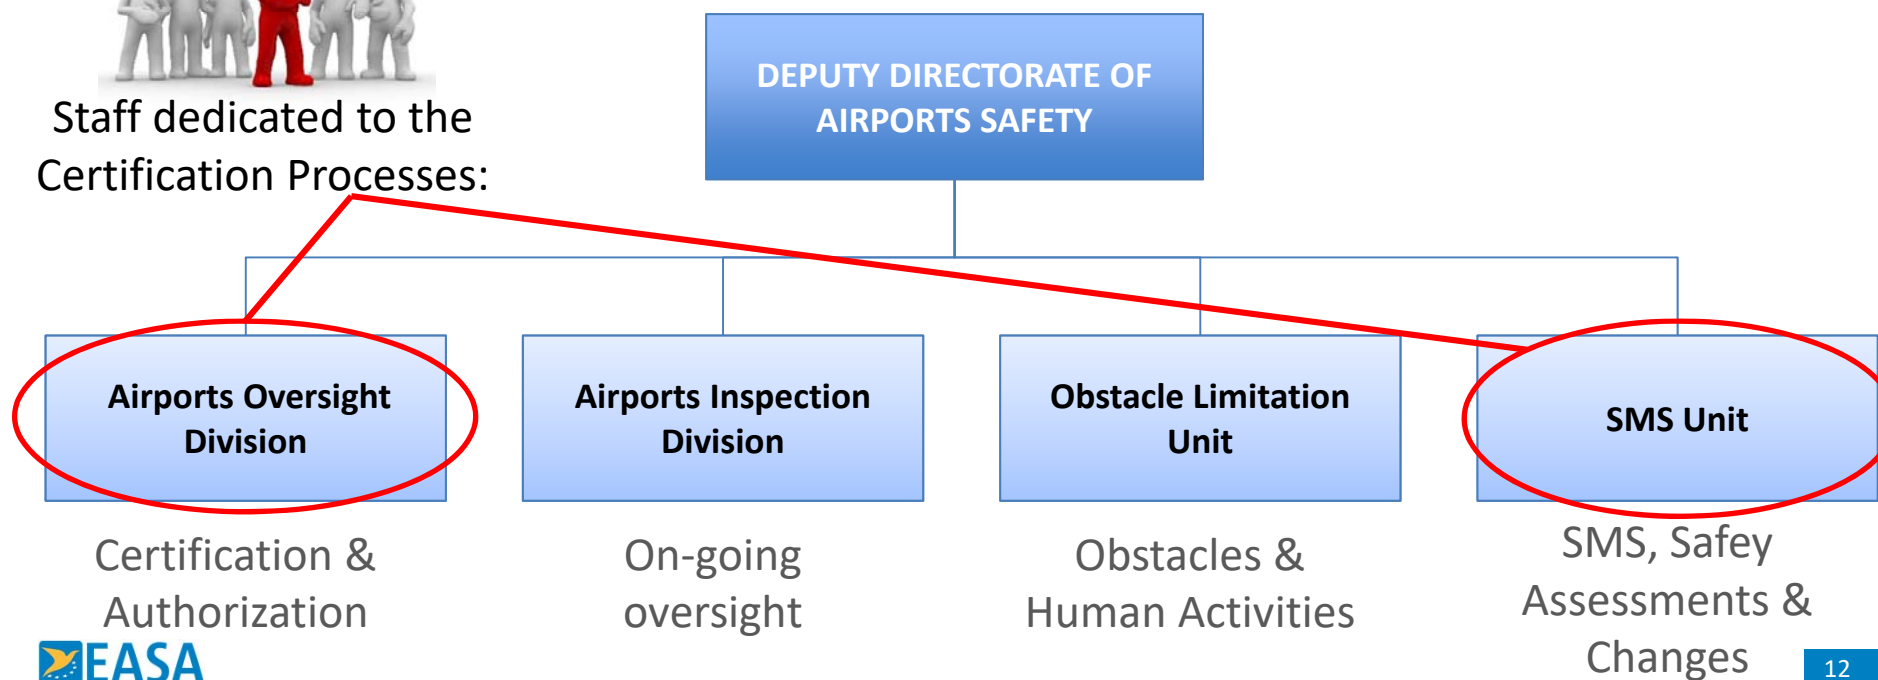 Staff dedicated to the
Certification Processes:
DEPUTY DIRECTORATE OF
AIRPORTS SAFETY
Airports Oversight
Division
Airports Inspection
Division
Obstacle Limitation
Unit
SMS Unit
Certification &
Authorization
On-going
oversight
Obstacles &
Human Activities
SMS, Safey
Assessments &
Changes
EASA
12